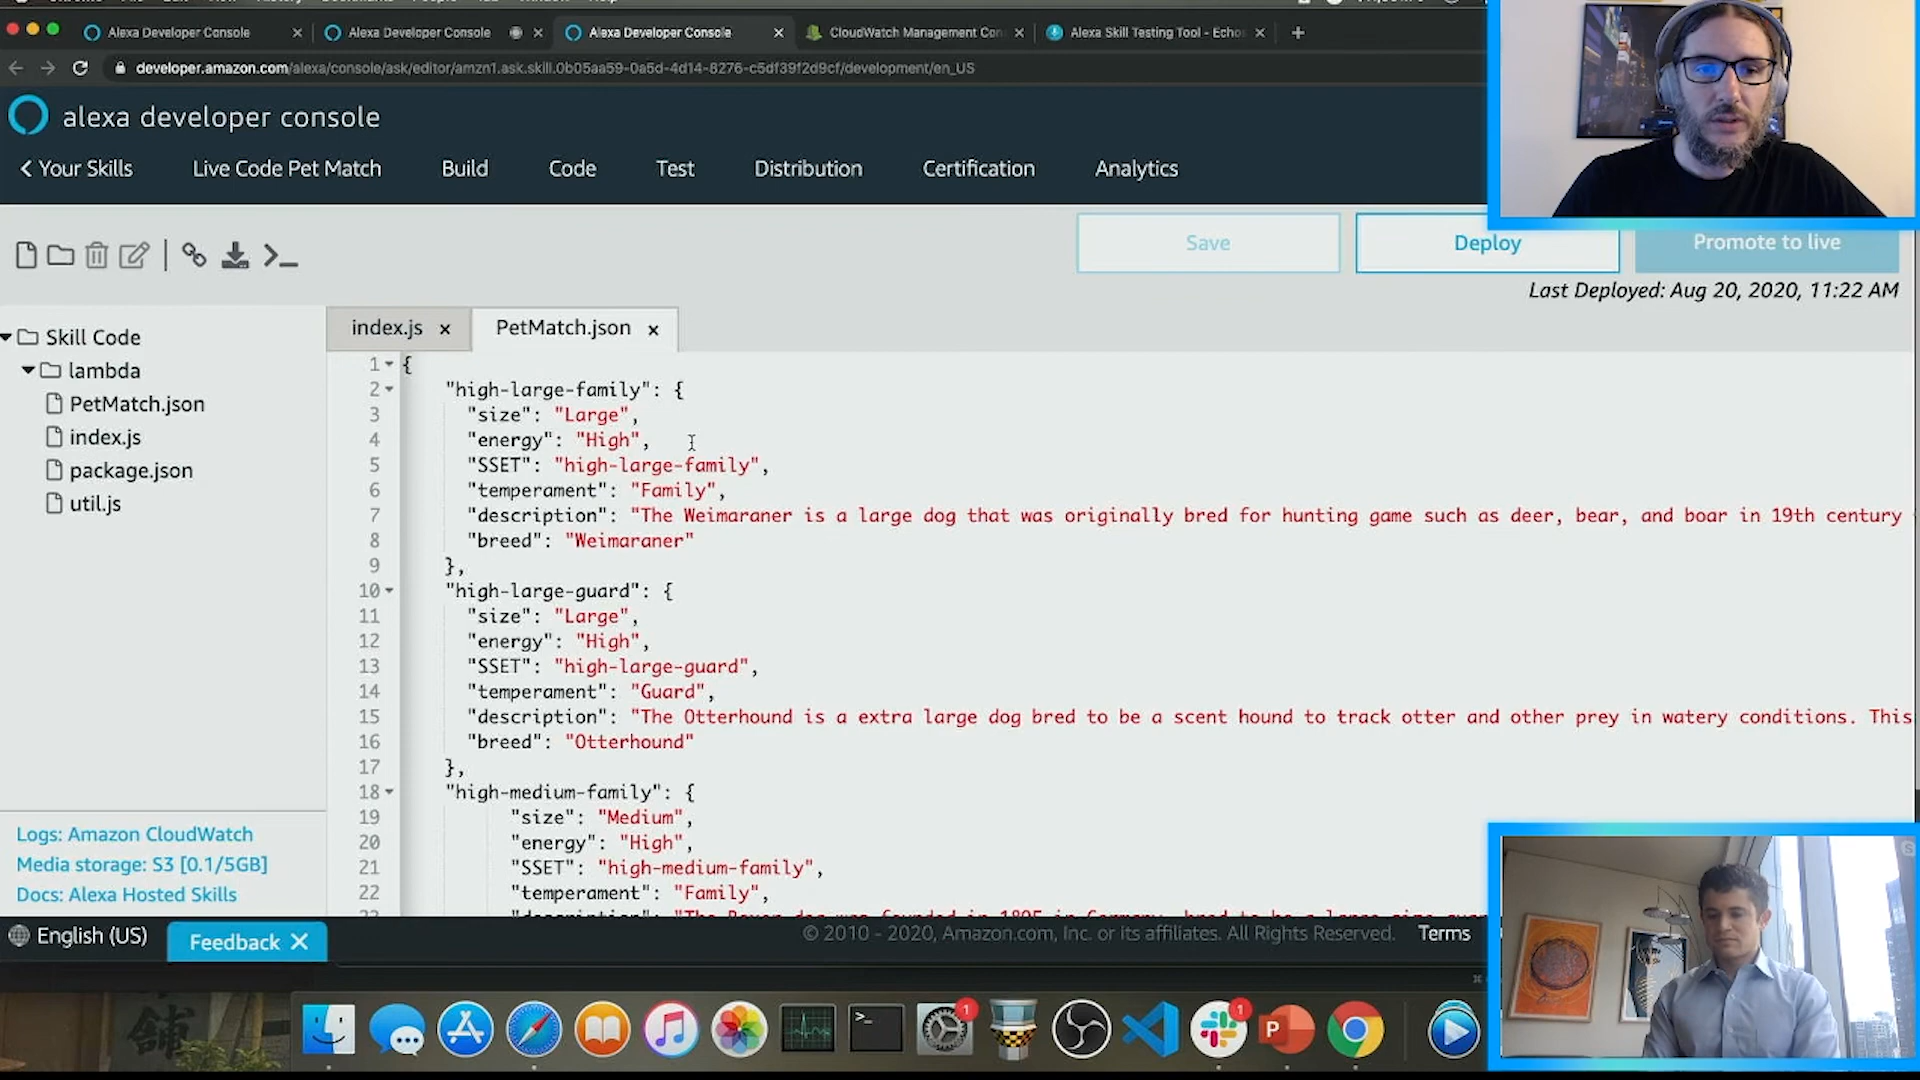 Alexa Developer Console
Alexa Developer Console
Alexa Developer Console
CloudWatch Management Con
Alexa Skill Testing Tool - Echo
developer.amazon.com/alexa/console/ask/editor/amzn1.ask.skill.0b05aa59-0a5d-4d14-8276-c5df39f2d9cf/development/en_US
alexa developer console
Your Skills
Live Code Pet Match
Build
Code
Test
Distribution
Certification
Analytics
Save
Deploy
Promote to live
Last Deployed: Aug 20, 2020, 11:22 AM
Skill Code
lambda
PetMatch.json
index.js
package.json
util.js
index.js
PetMatch.json
1 {
2 "high-large-family": {
3 "size": "Large",
4 "energy": "High",
5 "SSET": "high-large-family",
6 "temperament": "Family",
7 "description": "The Weimaraner is a large dog that was originally bred for hunting game such as deer, bear, and boar in 19th century
8 "breed": "Weimaraner"
9 },
10 "high-large-guard": {
11 "size": "Large",
12 "energy": "High",
13 "SSET": "high-large-guard",
14 "temperament": "Guard",
15 "description": "The Otterhound is a extra large dog bred to be a scent hound to track otter and other prey in watery conditions. This
16 "breed": "Otterhound"
17 },
18 "high-medium-family": {
19 "size": "Medium",
20 "energy": "High",
21 "SSET": "high-medium-family",
22 "temperament": "Family",
Logs: Amazon CloudWatch
Media storage: S3 [0.1/5GB]
Docs: Alexa Hosted Skills
English (US)
Feedback
© 2010 - 2020, Amazon.com, Inc. or its affiliates. All Rights Reserved.
Terms
舗
1
1
P